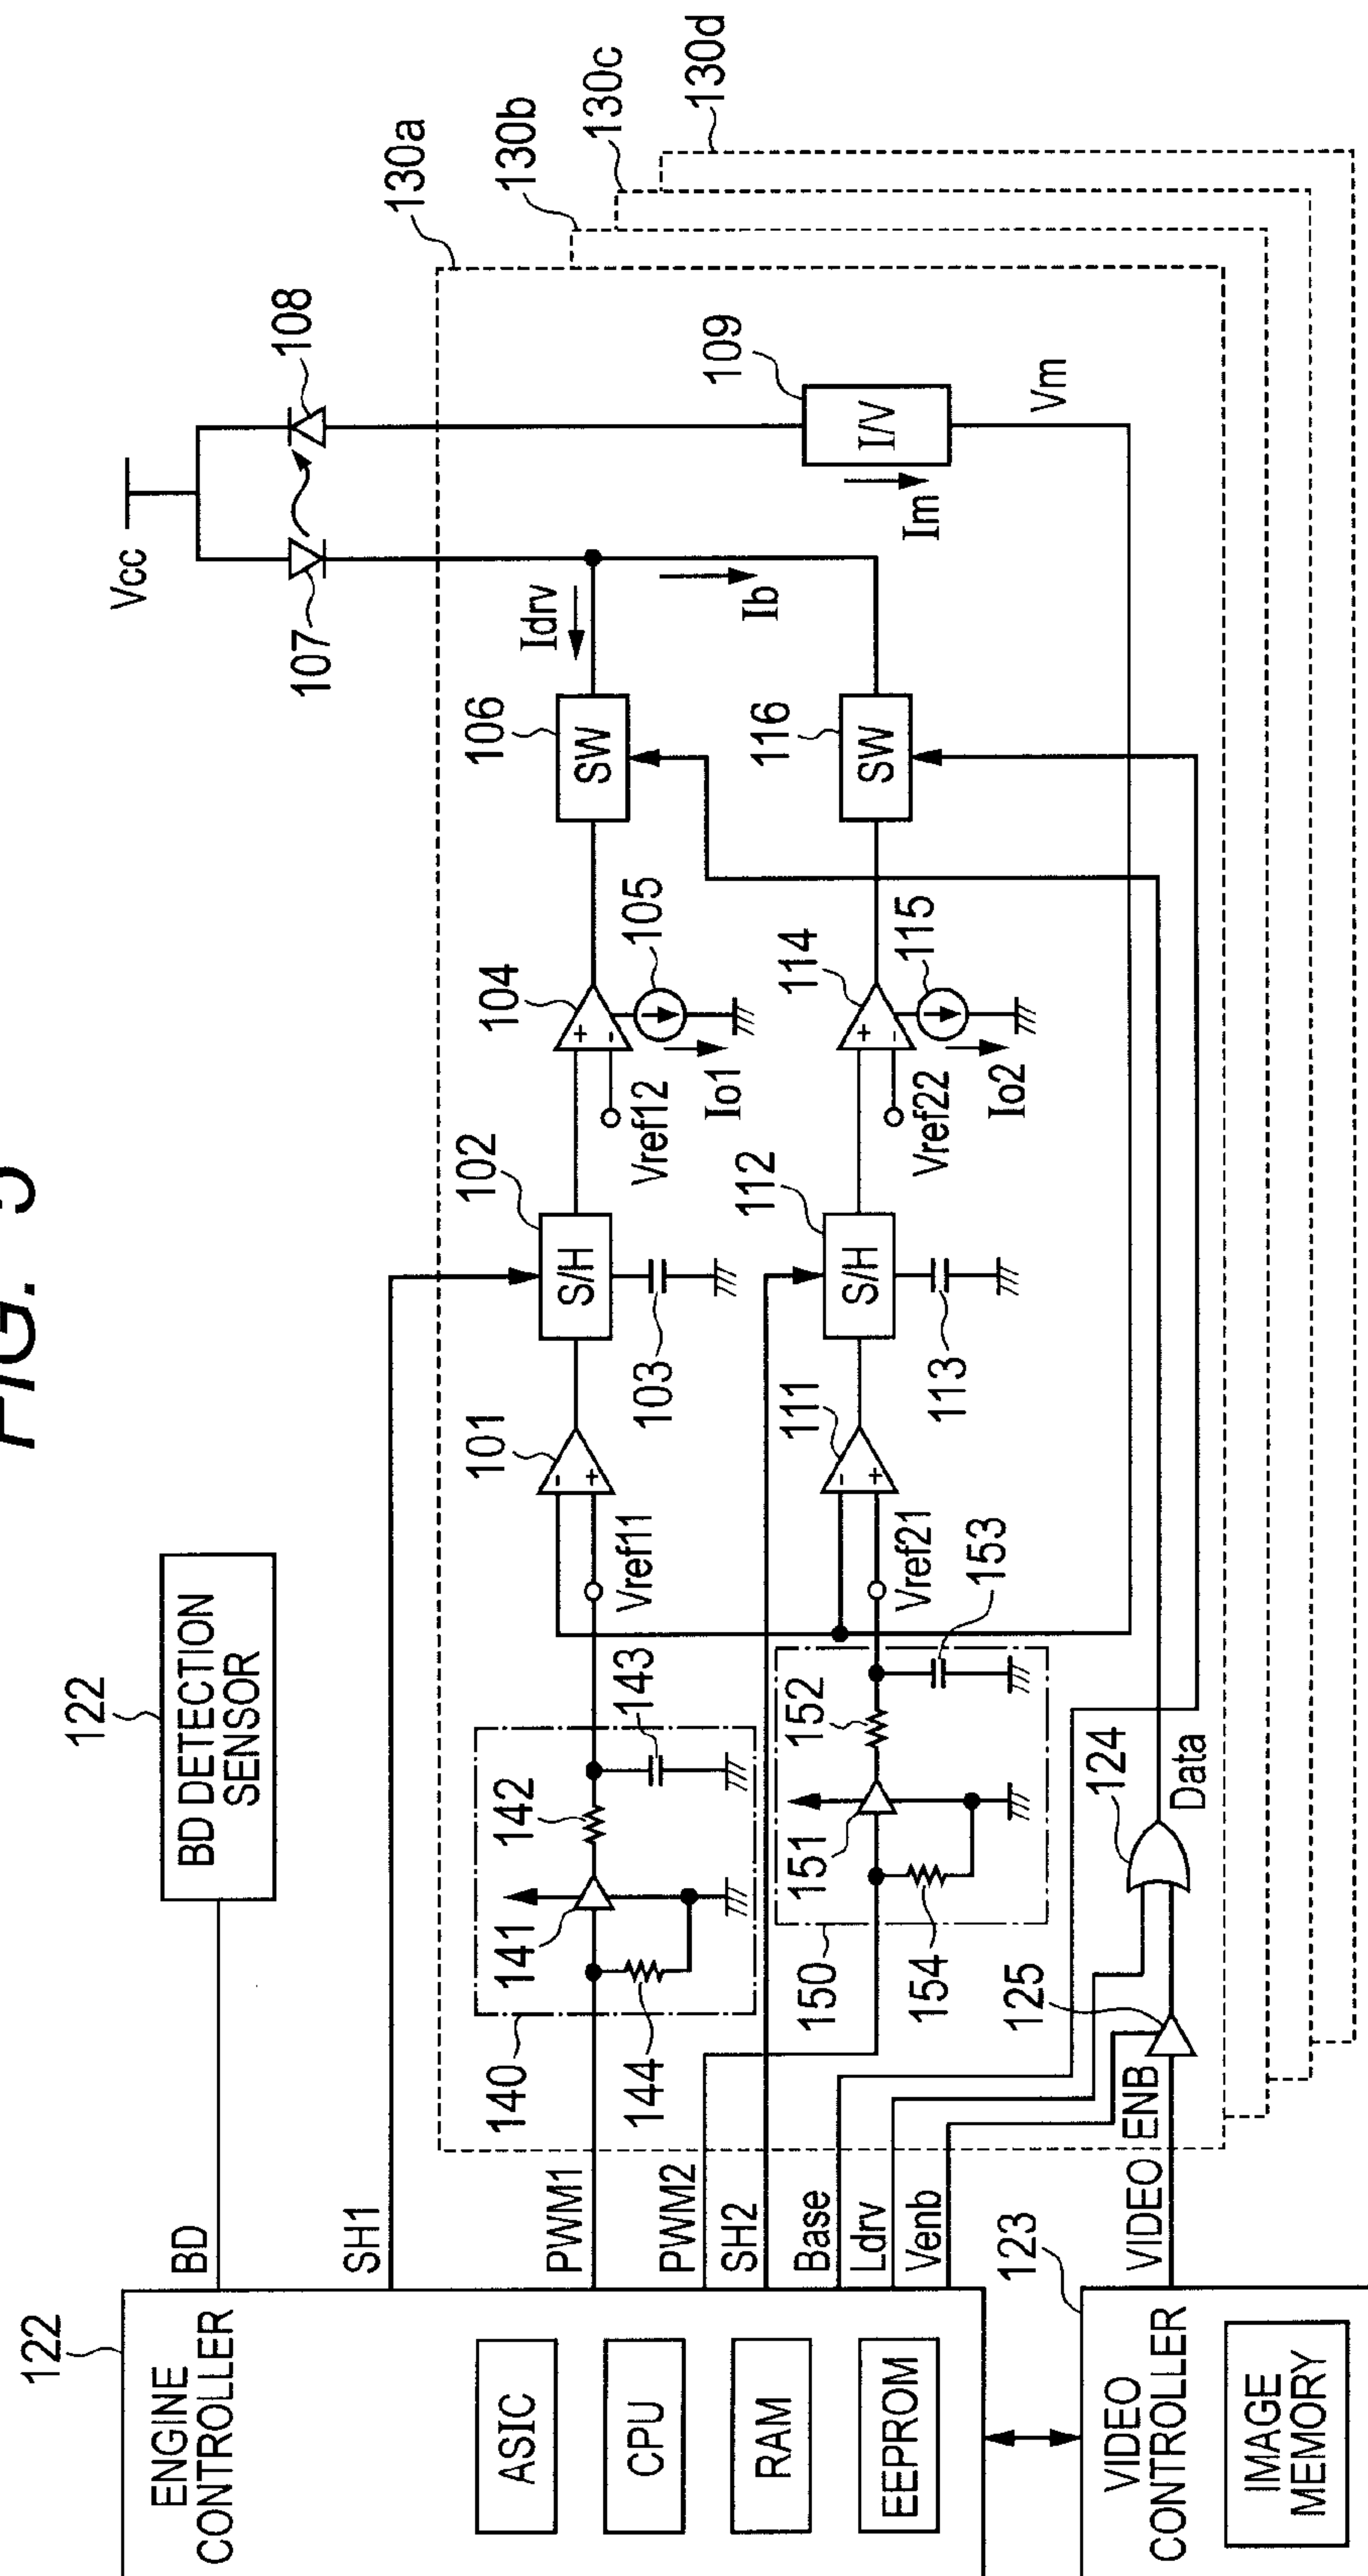 FIG.
122
BD DETECTION
SENSOR
122
ENGINE
CONTROLLER
ASIC
CPU
RAM
EEPROM
BD
SH1
PWM1
PWM2
SH2
Base
Ldrv
Venb
123
VIDEO
CONTROLLER
IMAGE
MEMORY
VIDEO
ENB
125
124
Data
140
141
142
143
144
150
151
152
153
154
Vref11
Vref21
101
-
+
111
-
+
102
S/H
103
112
S/H
113
104
+
-
Vref12
105
Io1
114
+
-
Vref22
115
Io2
106
SW
116
SW
Idrv
Ib
Vcc
107
108
109
I/V
Im
Vm
130a
130b
130c
130d